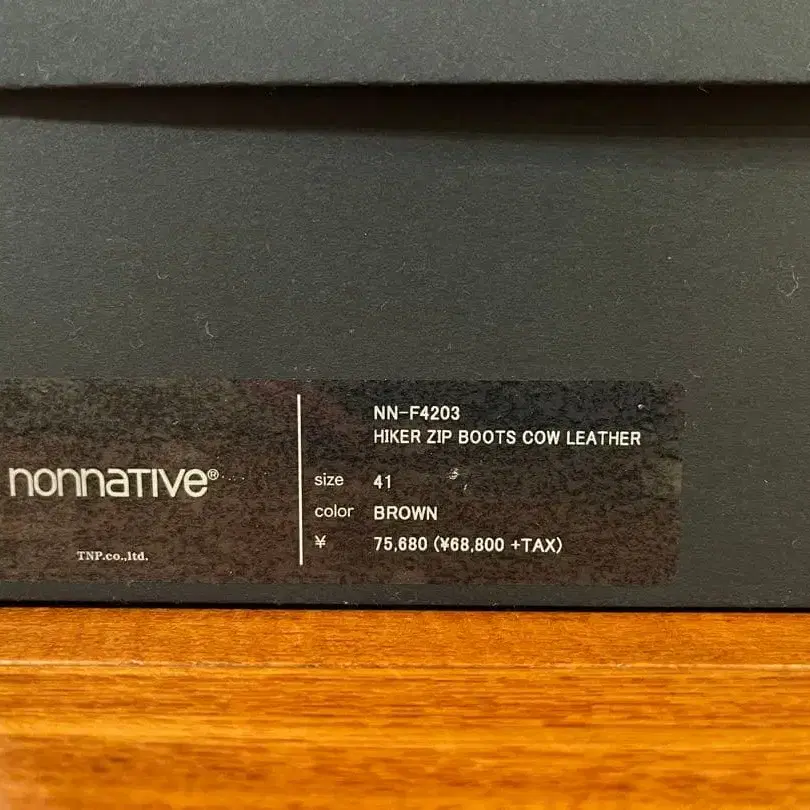 nonnative®
TNP.co.,ltd.
NN-F4203
HIKER ZIP BOOTS COW LEATHER
size 41
color BROWN
¥ 75,680 (¥68,800 +TAX)